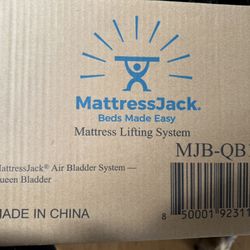 MattressJack.
Beds Made Easy
Mattress Lifting System
MJB-QB
MattressJack® Air Bladder System —
ueen Bladder
MADE IN CHINA
8 50001 92311